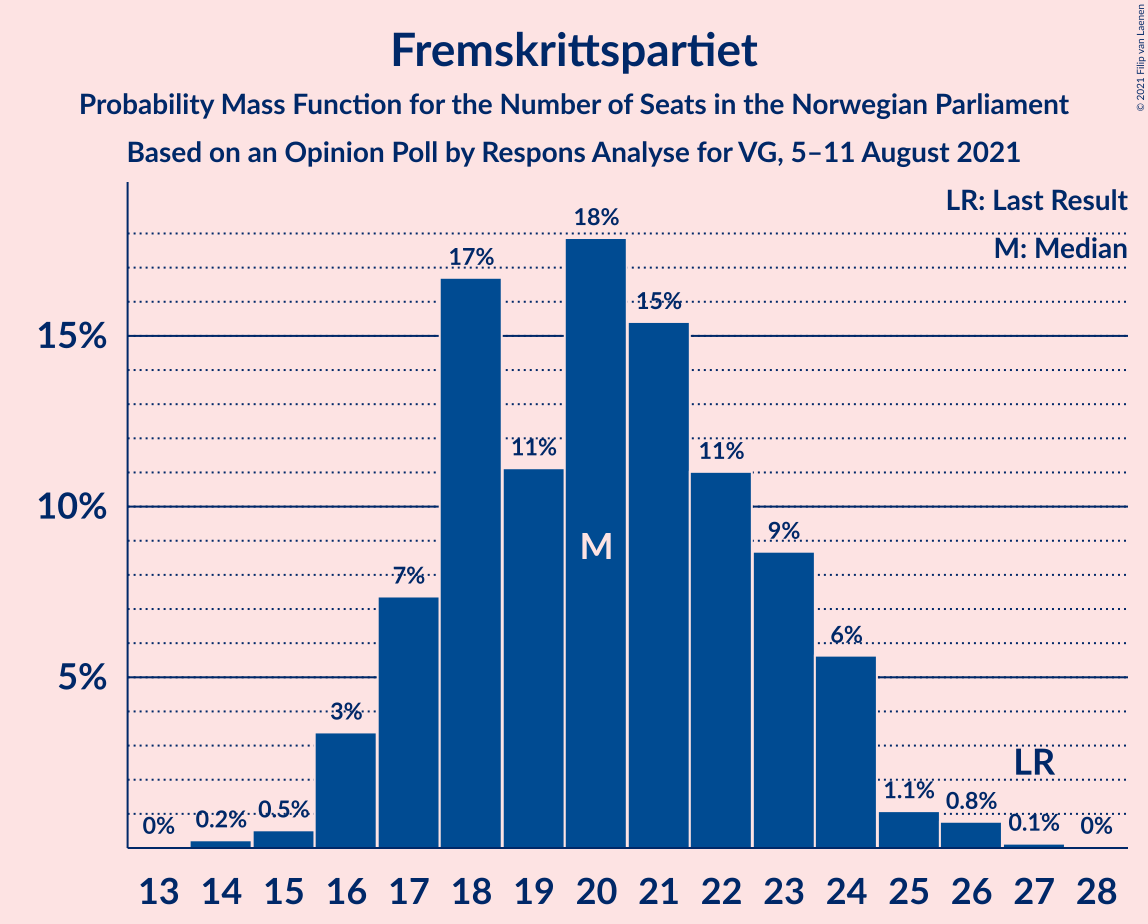 Fremskrittspartiet
Probability Mass Function for the Number of Seats in the Norwegian Parliament
Based on an Opinion Poll by Respons Analyse for VG, 5–11 August 2021
© 2021 Filip van Laenen
LR: Last Result
M: Median
15%
10%
5%
0%
0.2%
0.5%
3%
7%
17%
11%
18%
15%
11%
9%
6%
1.1%
0.8%
0.1%
0%
M
LR
13 14 15 16 17 18 19 20 21 22 23 24 25 26 27 28